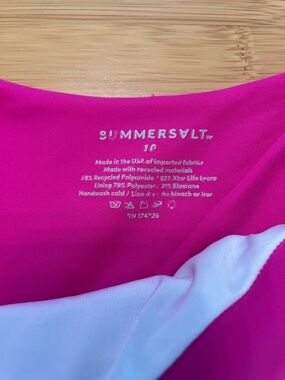 SUMMERSALT
10
Made in the USA of imported fabrics
Made with recycled materials
78% Recycled Polyamide / 22% Xtra Life Lycra
Lining 79% Polyester, 21% Elastane
Handwash cold / Line dry / No bleach or iron